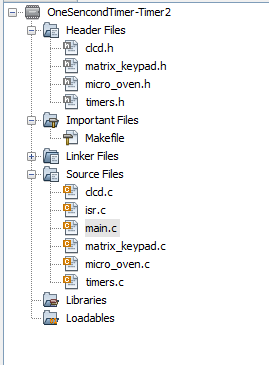 OneSencondTimer-Timer2
Header Files
clcd.h
matrix_keypad.h
micro_oven.h
timers.h
Important Files
Makefile
Linker Files
Source Files
clcd.c
isr.c
main.c
matrix_keypad.c
micro_oven.c
timers.c
Libraries
Loadables